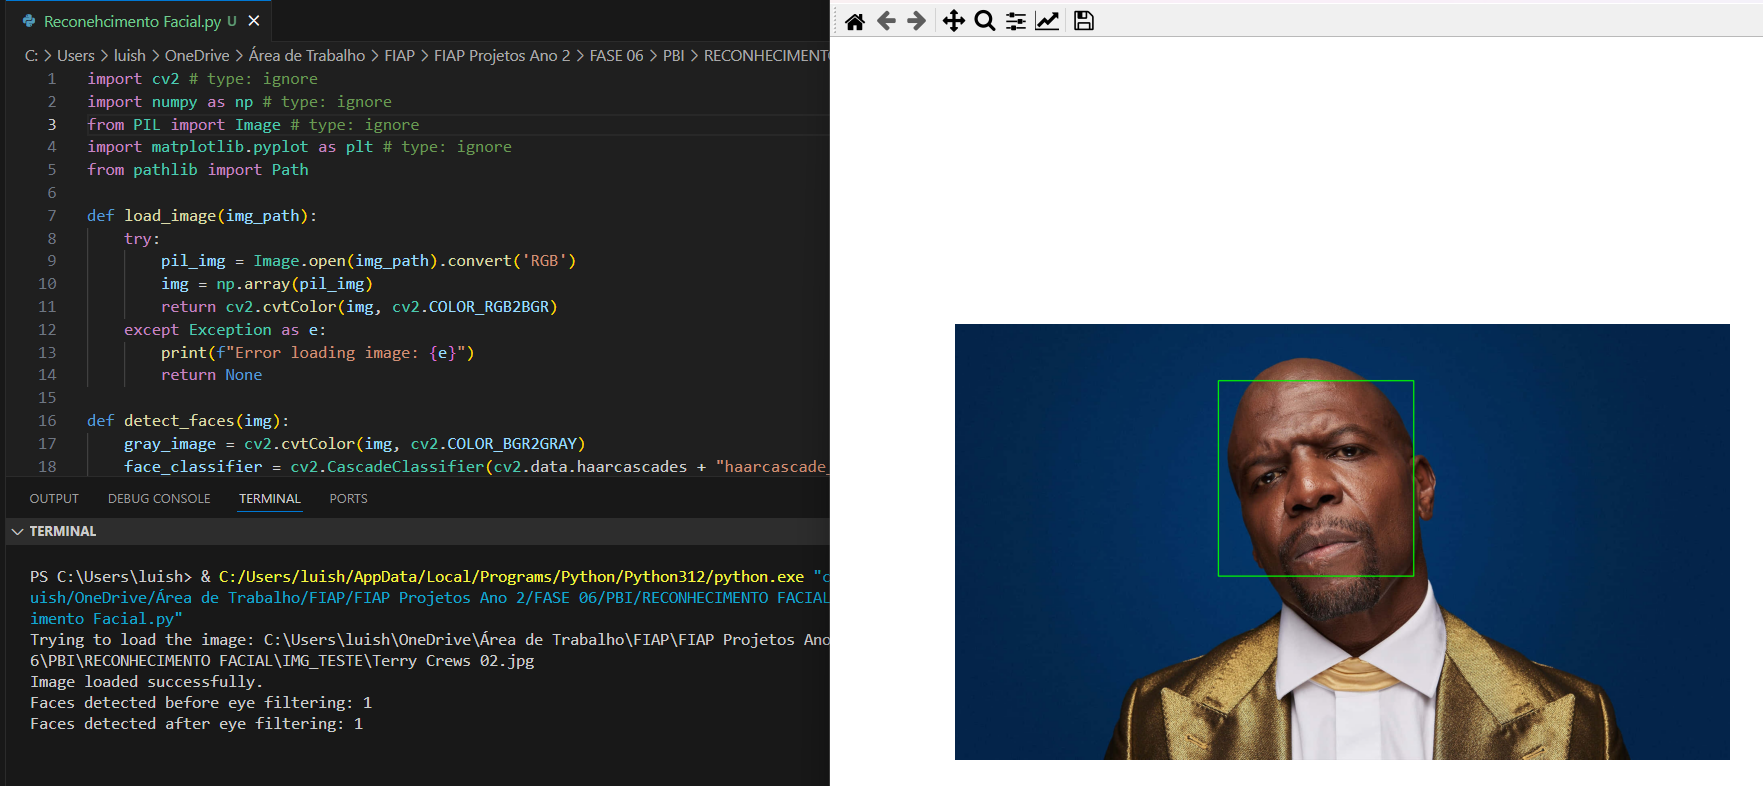 Reconehcimento Facial.py U
C: > Users > luish > OneDrive > Área de Trabalho > FIAP > FIAP Projetos Ano 2 > FASE 06 > PBI > RECONHECIMENTO
1 import cv2 # type: ignore
2 import numpy as np # type: ignore
3 from PIL import Image # type: ignore
4 import matplotlib.pyplot as plt # type: ignore
5 from pathlib import Path
6
7 def load_image(img_path):
8 try:
9 pil_img = Image.open(img_path).convert('RGB')
10 img = np.array(pil_img)
11 return cv2.cvtColor(img, cv2.COLOR_RGB2BGR)
12 except Exception as e:
13 print(f"Error loading image: {e}")
14 return None
15
16 def detect_faces(img):
17 gray_image = cv2.cvtColor(img, cv2.COLOR_BGR2GRAY)
18 face_classifier = cv2.CascadeClassifier(cv2.data.haarcascades + "haarcascade_
OUTPUT DEBUG CONSOLE TERMINAL PORTS
TERMINAL
PS C:\Users\luish> & C:/Users/luish/AppData/Local/Programs/Python/Python312/python.exe "c
uish/OneDrive/Área de Trabalho/FIAP/FIAP Projetos Ano 2/FASE 06/PBI/RECONHECIMENTO FACIAL
imento Facial.py"
Trying to load the image: C:\Users\luish\OneDrive\Área de Trabalho\FIAP\FIAP Projetos Ano
6\PBI\RECONHECIMENTO FACIAL\IMG_TESTE\Terry Crews 02.jpg
Image loaded successfully.
Faces detected before eye filtering: 1
Faces detected after eye filtering: 1